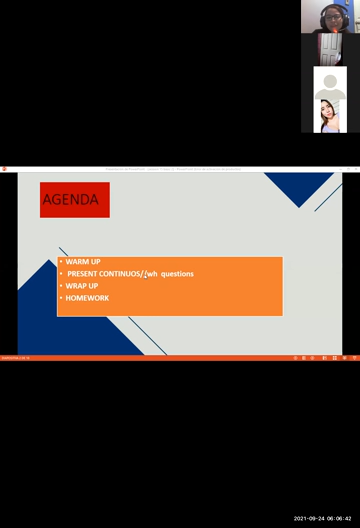 AGENDA
• WARM UP
• PRESENT CONTINUOS//wh questions
• WRAP UP
• HOMEWORK
2021-09-24 06:06:42